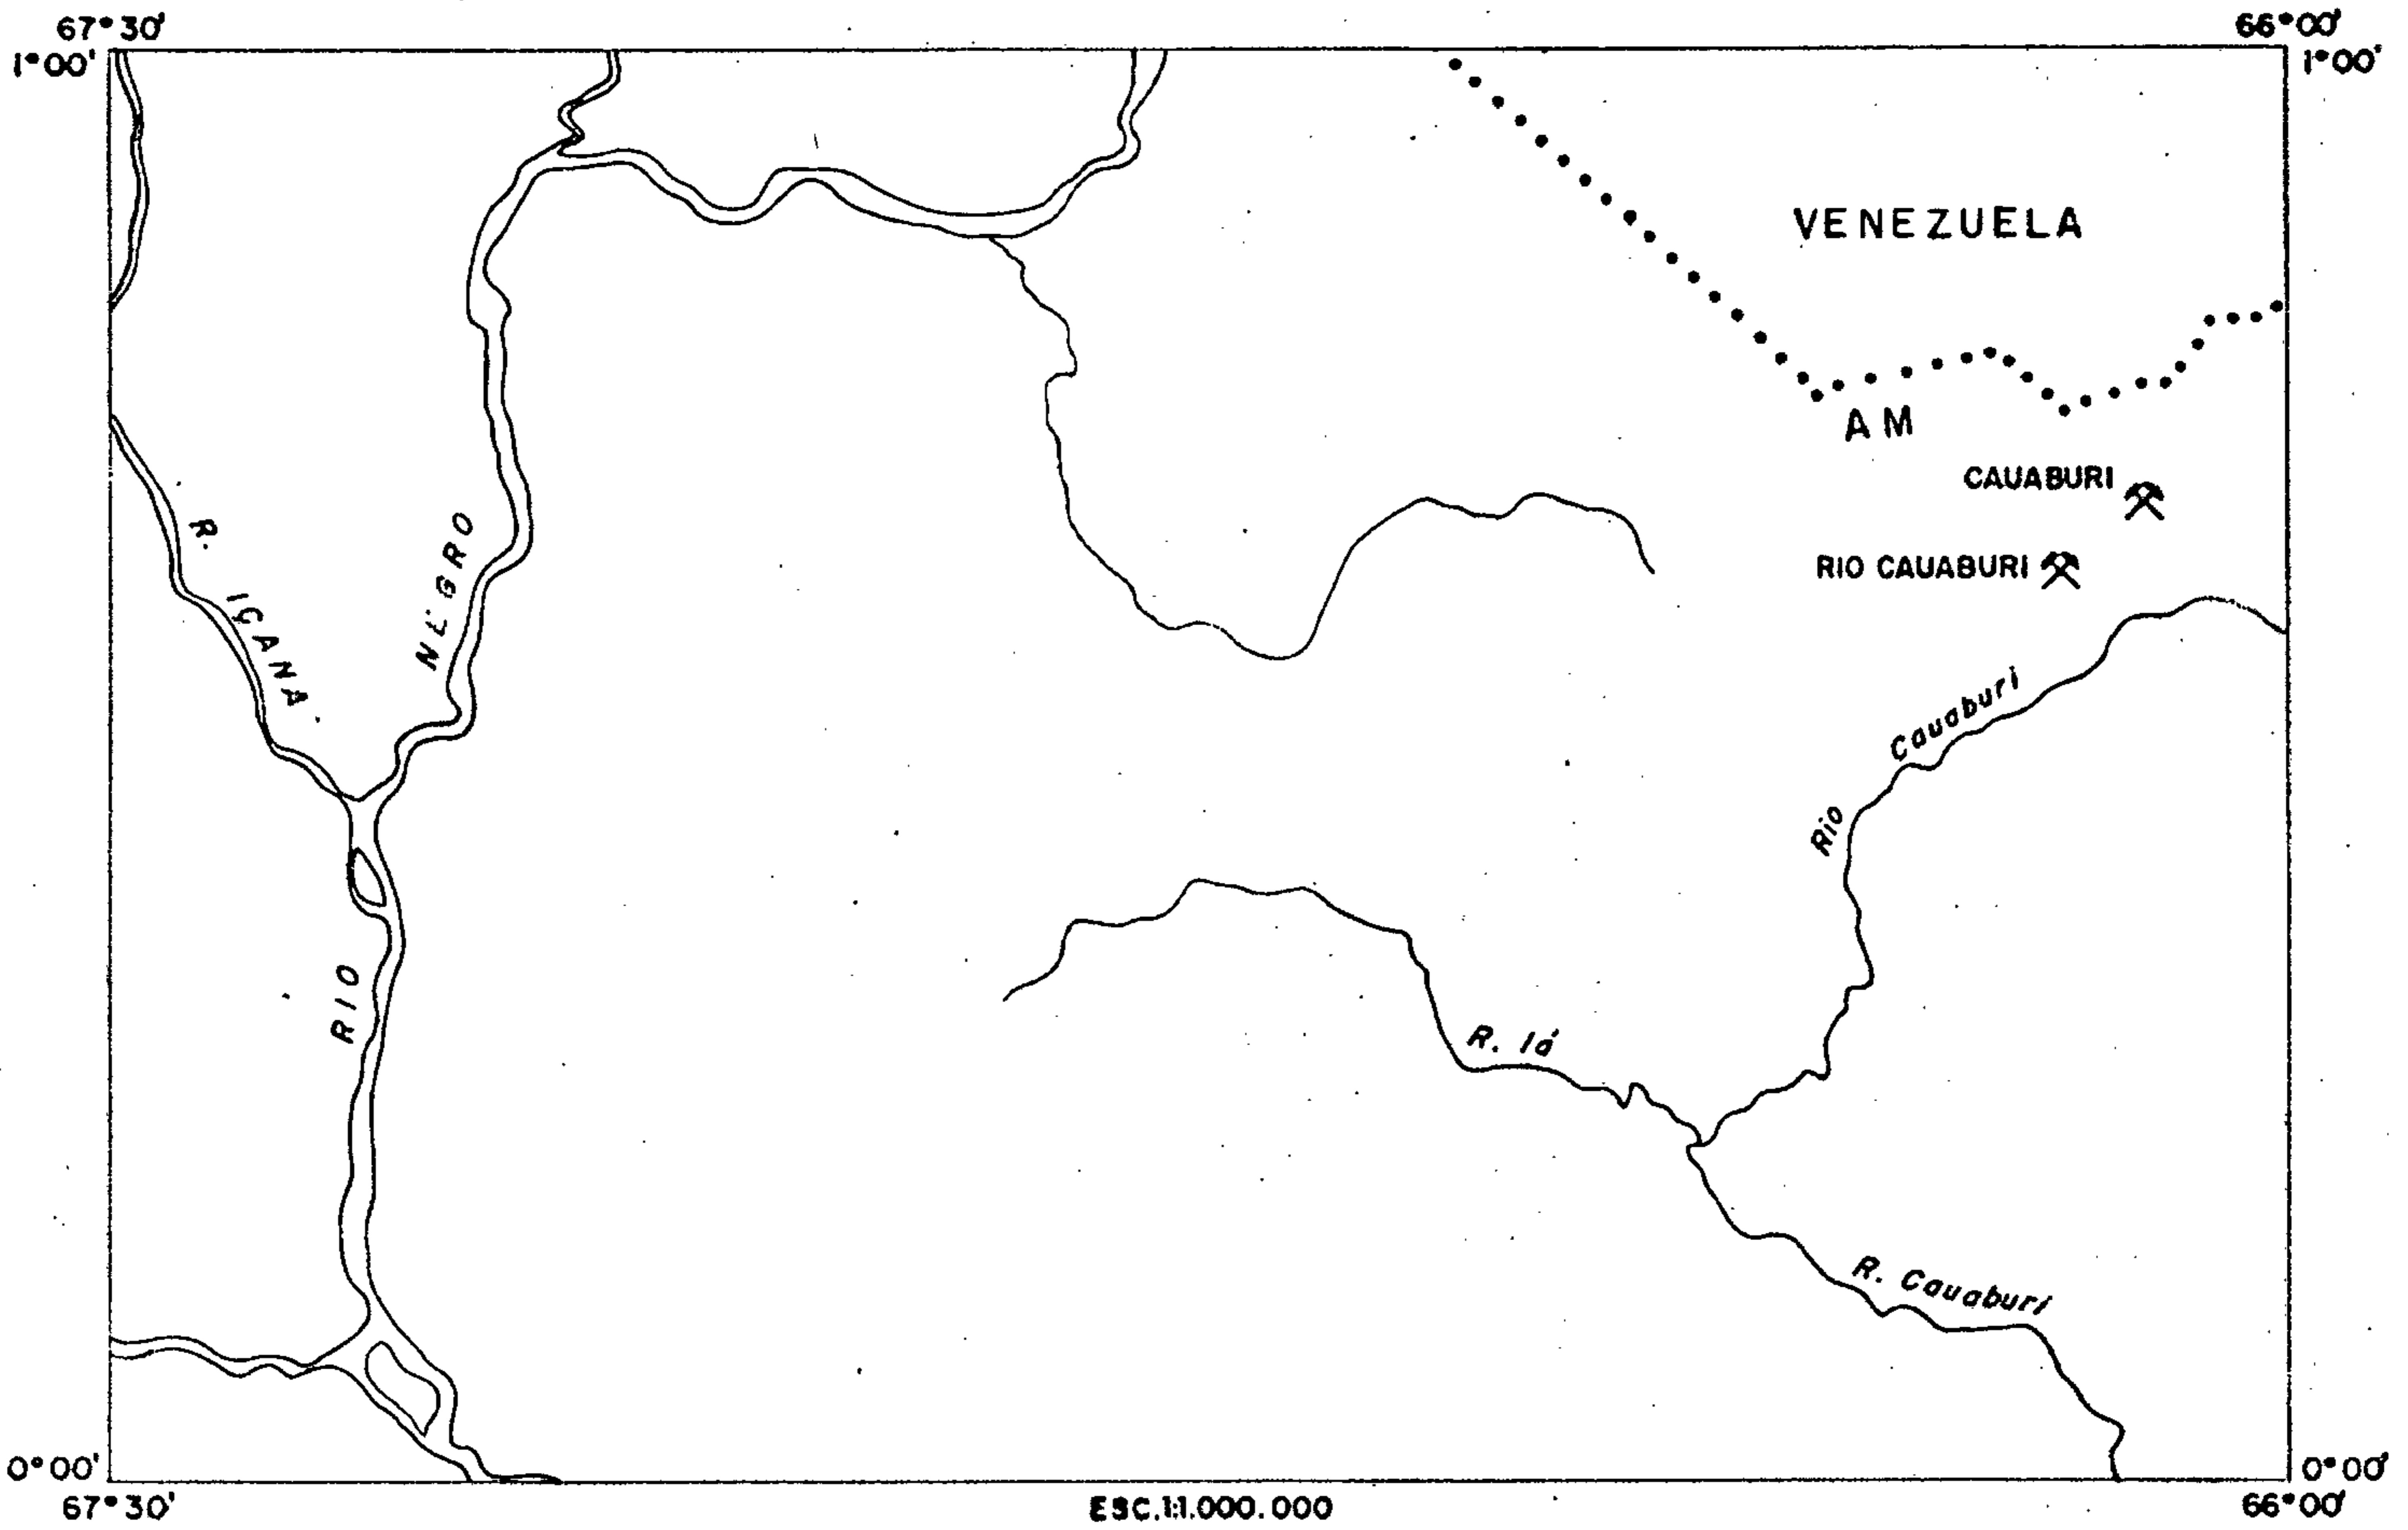 67°30' 66°00'
1°00' 1°00'
VENEZUELA
AM
CAUABURI
R. IÇANA
NEGRO
RIO CAUABURI
Rio Cauaburi
RIO
R. Iá
R. Cauaburi
0°00' 0°00'
67°30' ESC.1:1.000.000 66°00'